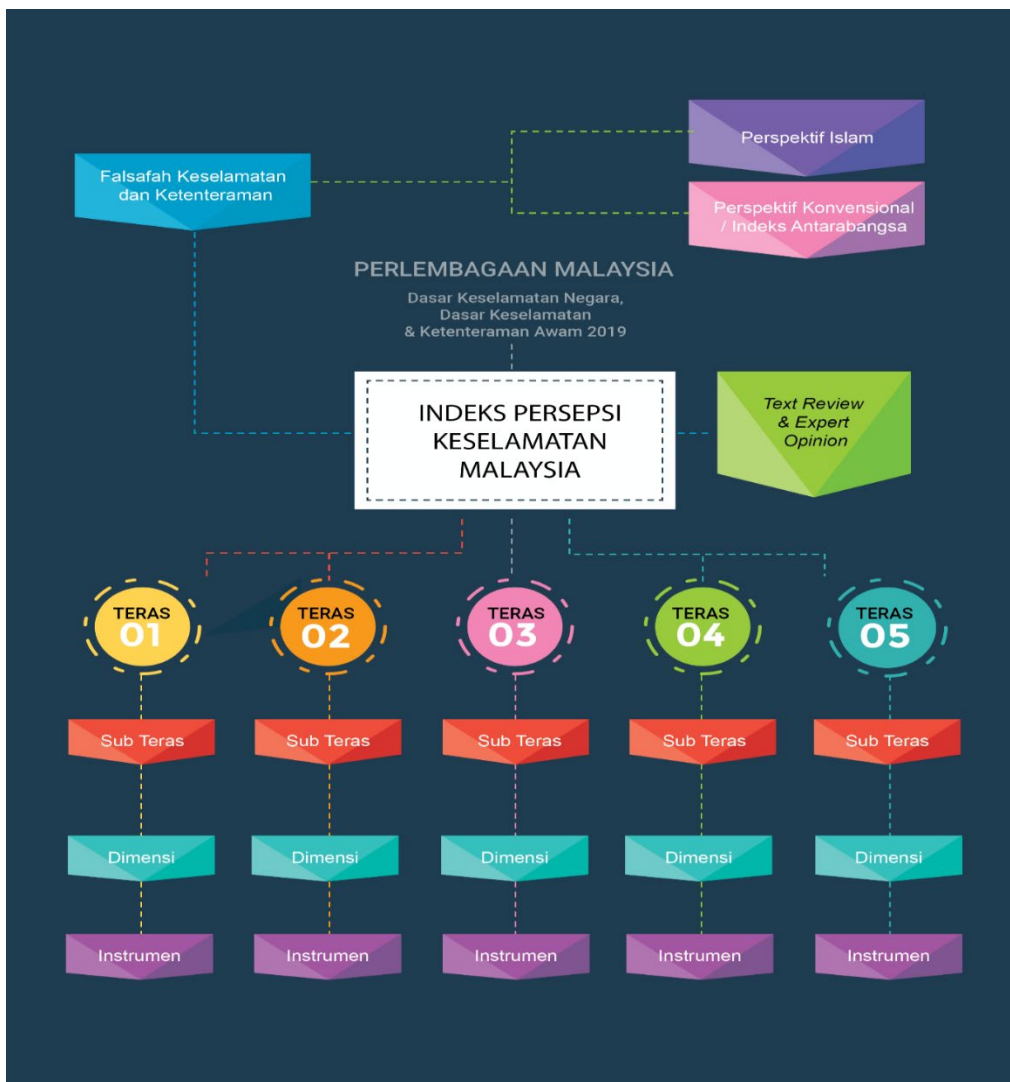 Perspektif Islam
Falsafah Keselamatan
dan Ketenteraman
Perspektif Konvensional
/ Indeks Antarabangsa
PERLEMBAGAAN MALAYSIA
Dasar Keselamatan Negara,
Dasar Keselamatan
& Ketenteraman Awam 2019
INDEKS PERSEPSI
KESELAMATAN
MALAYSIA
Text Review
& Expert
Opinion
TERAS
01
TERAS
02
TERAS
03
TERAS
04
TERAS
05
Sub Teras
Sub Teras
Sub Teras
Sub Teras
Sub Teras
Dimensi
Dimensi
Dimensi
Dimensi
Dimensi
Instrumen
Instrumen
Instrumen
Instrumen
Instrumen